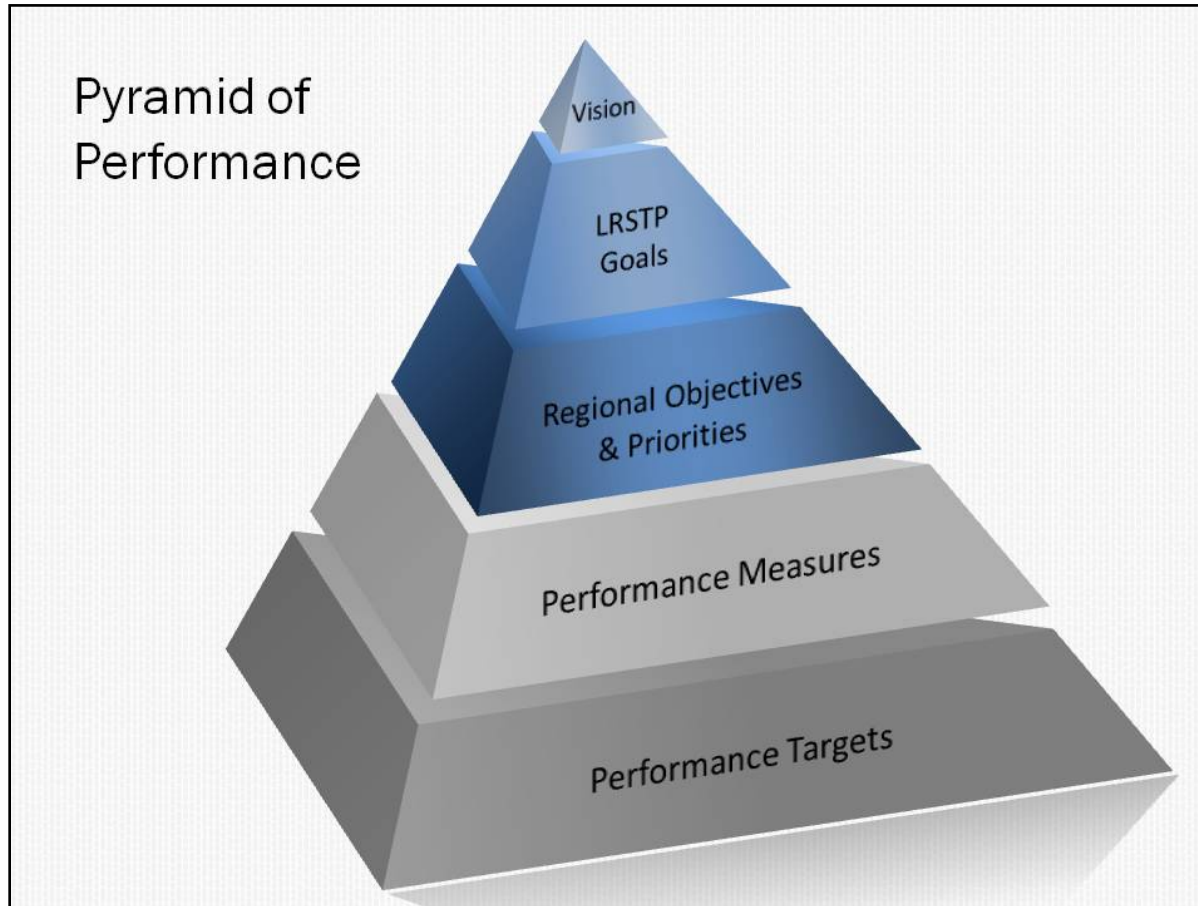 Pyramid of
Performance
Vision
LRSTP
Goals
Regional Objectives
& Priorities
Performance Measures
Performance Targets